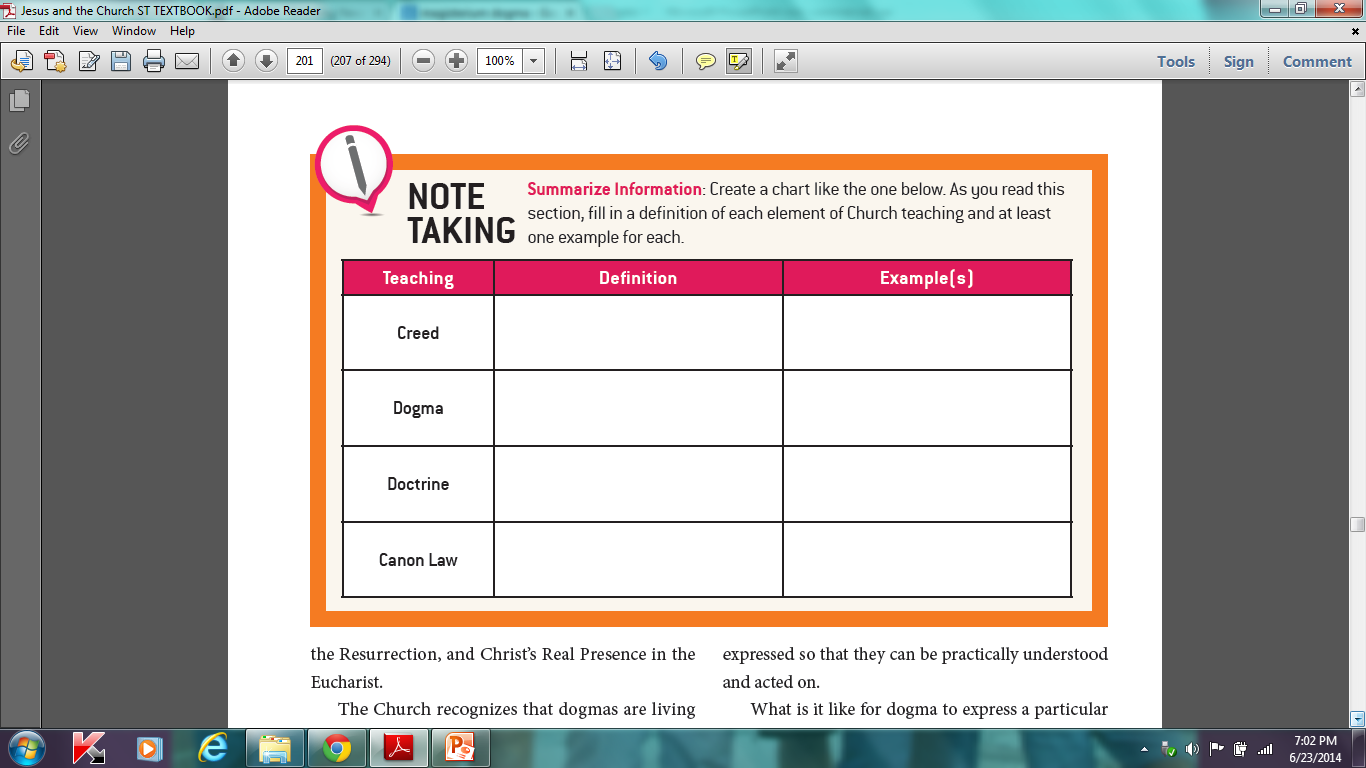 Jesus and the Church ST TEXTBOOK.pdf - Adobe Reader
File Edit View Window Help
201 (207 of 294) 100% Tools Sign Comment
NOTE
TAKING
Summarize Information: Create a chart like the one below. As you read this
section, fill in a definition of each element of Church teaching and at least
one example for each.
Teaching Definition Example(s)
Creed
Dogma
Doctrine
Canon Law
the Resurrection, and Christ's Real Presence in the
Eucharist.
The Church recognizes that dogmas are living
expressed so that they can be practically understood
and acted on.
What is it like for dogma to express a particular
7:02 PM
6/23/2014